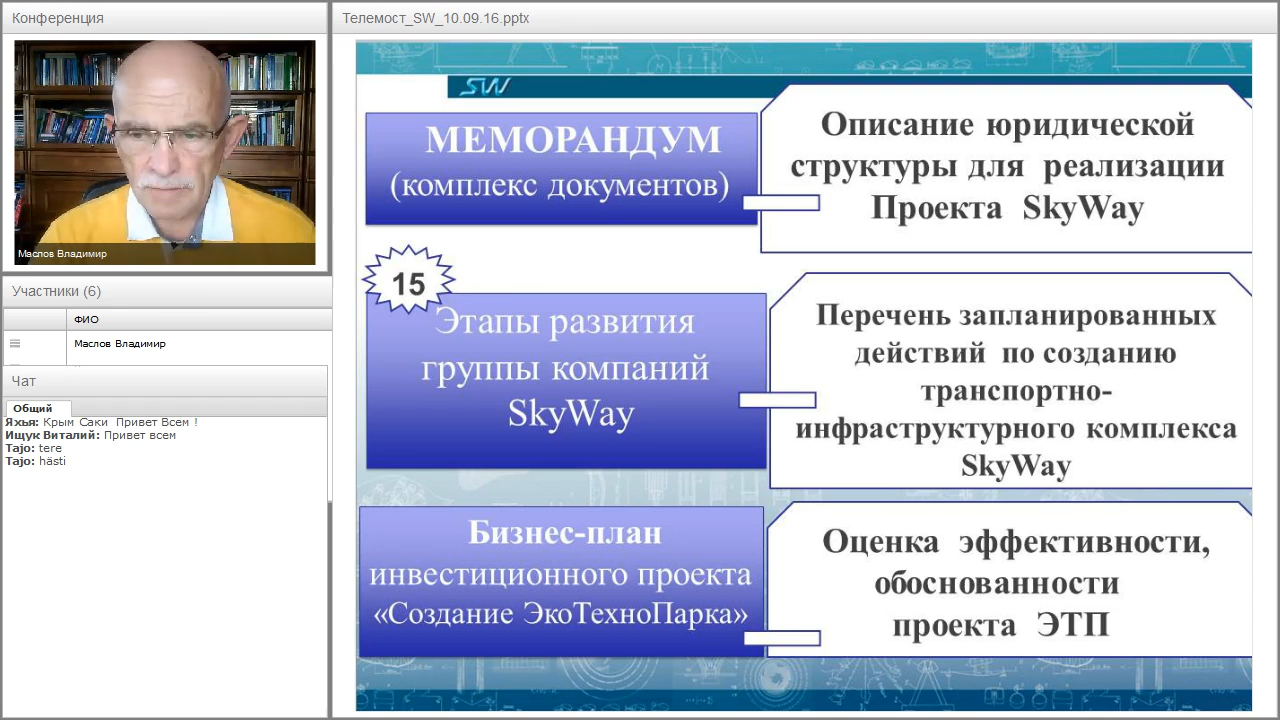 Конференция
Маслов Владимир
Участники (6)
ФИО
Маслов Владимир
Чат
Общий
Яхья: Крым Саки Привет Всем !
Ищук Виталий: Привет всем
Tajo: tere
Tajo: hästi
Телемост_SW_10.09.16.pptx
SW
МЕМОРАНДУМ
(комплекс документов)
Описание юридической
структуры для реализации
Проекта SkyWay
15
Этапы развития
группы компаний
SkyWay
Перечень запланированных
действий по созданию
транспортно-
инфраструктурного комплекса
SkyWay
Бизнес-план
инвестиционного проекта
«Создание ЭкоТехноПарка»
Оценка эффективности,
обоснованности
проекта ЭТП